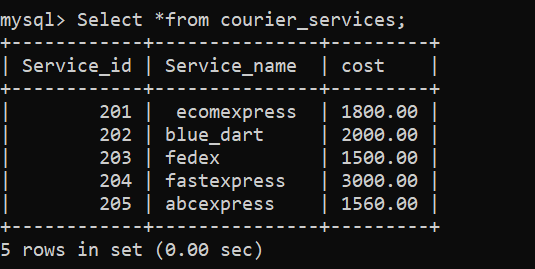 mysql> Select *from courier_services;
+------------+--------------+---------+
| Service_id | Service_name | cost    |
+------------+--------------+---------+
|        201 |  ecomexpress | 1800.00 |
|        202 | blue_dart    | 2000.00 |
|        203 | fedex        | 1500.00 |
|        204 | fastexpress  | 3000.00 |
|        205 | abcexpress   | 1560.00 |
+------------+--------------+---------+
5 rows in set (0.00 sec)